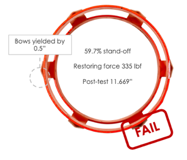 Bows yielded by
0.5"
59.7% stand-off
Restoring force 335 lbf
Post-test 11.669"
FAIL